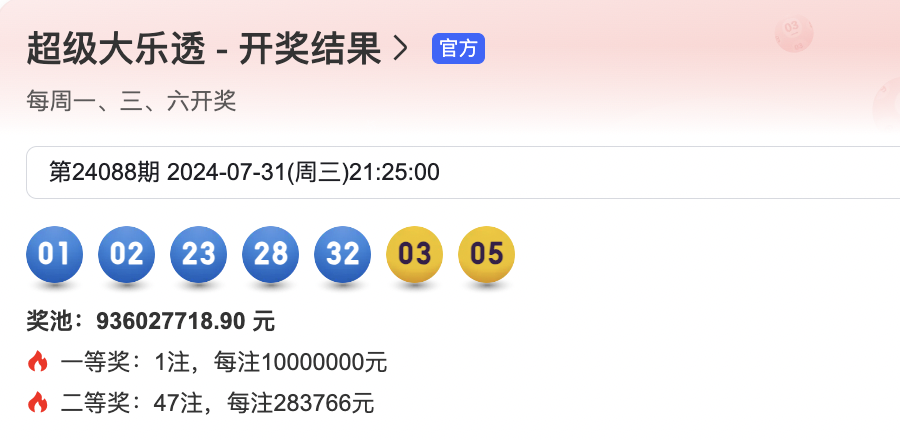 超级大乐透 - 开奖结果 > 官方
每周一、三、六开奖
第24088期 2024-07-31(周三)21:25:00
01 02 23 28 32 03 05
奖池：936027718.90 元
一等奖：1注，每注10000000元
二等奖：47注，每注283766元